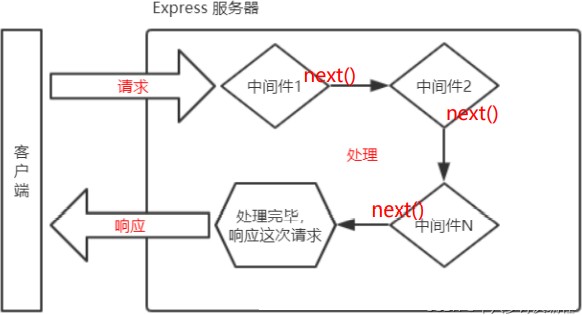 Express 服务器
客户端
请求
中间件1
next()
中间件2
next()
处理
next()
中间件N
处理完毕，
响应这次请求
响应